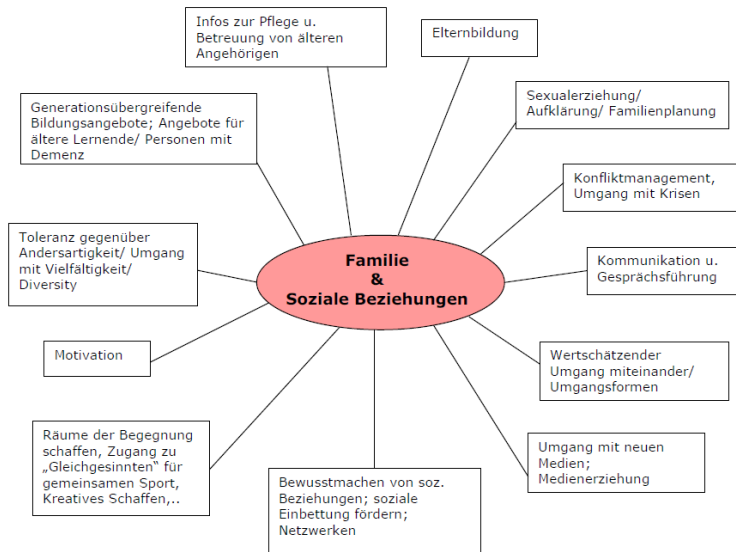 Infos zur Pflege u.
Betreuung von älteren
Angehörigen
Elternbildung
Sexualerziehung/
Aufklärung/ Familienplanung
Generationsübergreifende
Bildungsangebote; Angebote für
ältere Lernende/ Personen mit
Demenz
Konfliktmanagement,
Umgang mit Krisen
Toleranz gegenüber
Andersartigkeit/ Umgang
mit Vielfältigkeit/
Diversity
Familie
&
Soziale Beziehungen
Kommunikation u.
Gesprächsführung
Motivation
Wertschätzender
Umgang miteinander/
Umgangsformen
Räume der Begegnung
schaffen, Zugang zu
„Gleichgesinnten“ für
gemeinsamen Sport,
Kreatives Schaffen,..
Bewusstmachen von soz.
Beziehungen; soziale
Einbettung fördern;
Netzwerken
Umgang mit neuen
Medien;
Medienerziehung